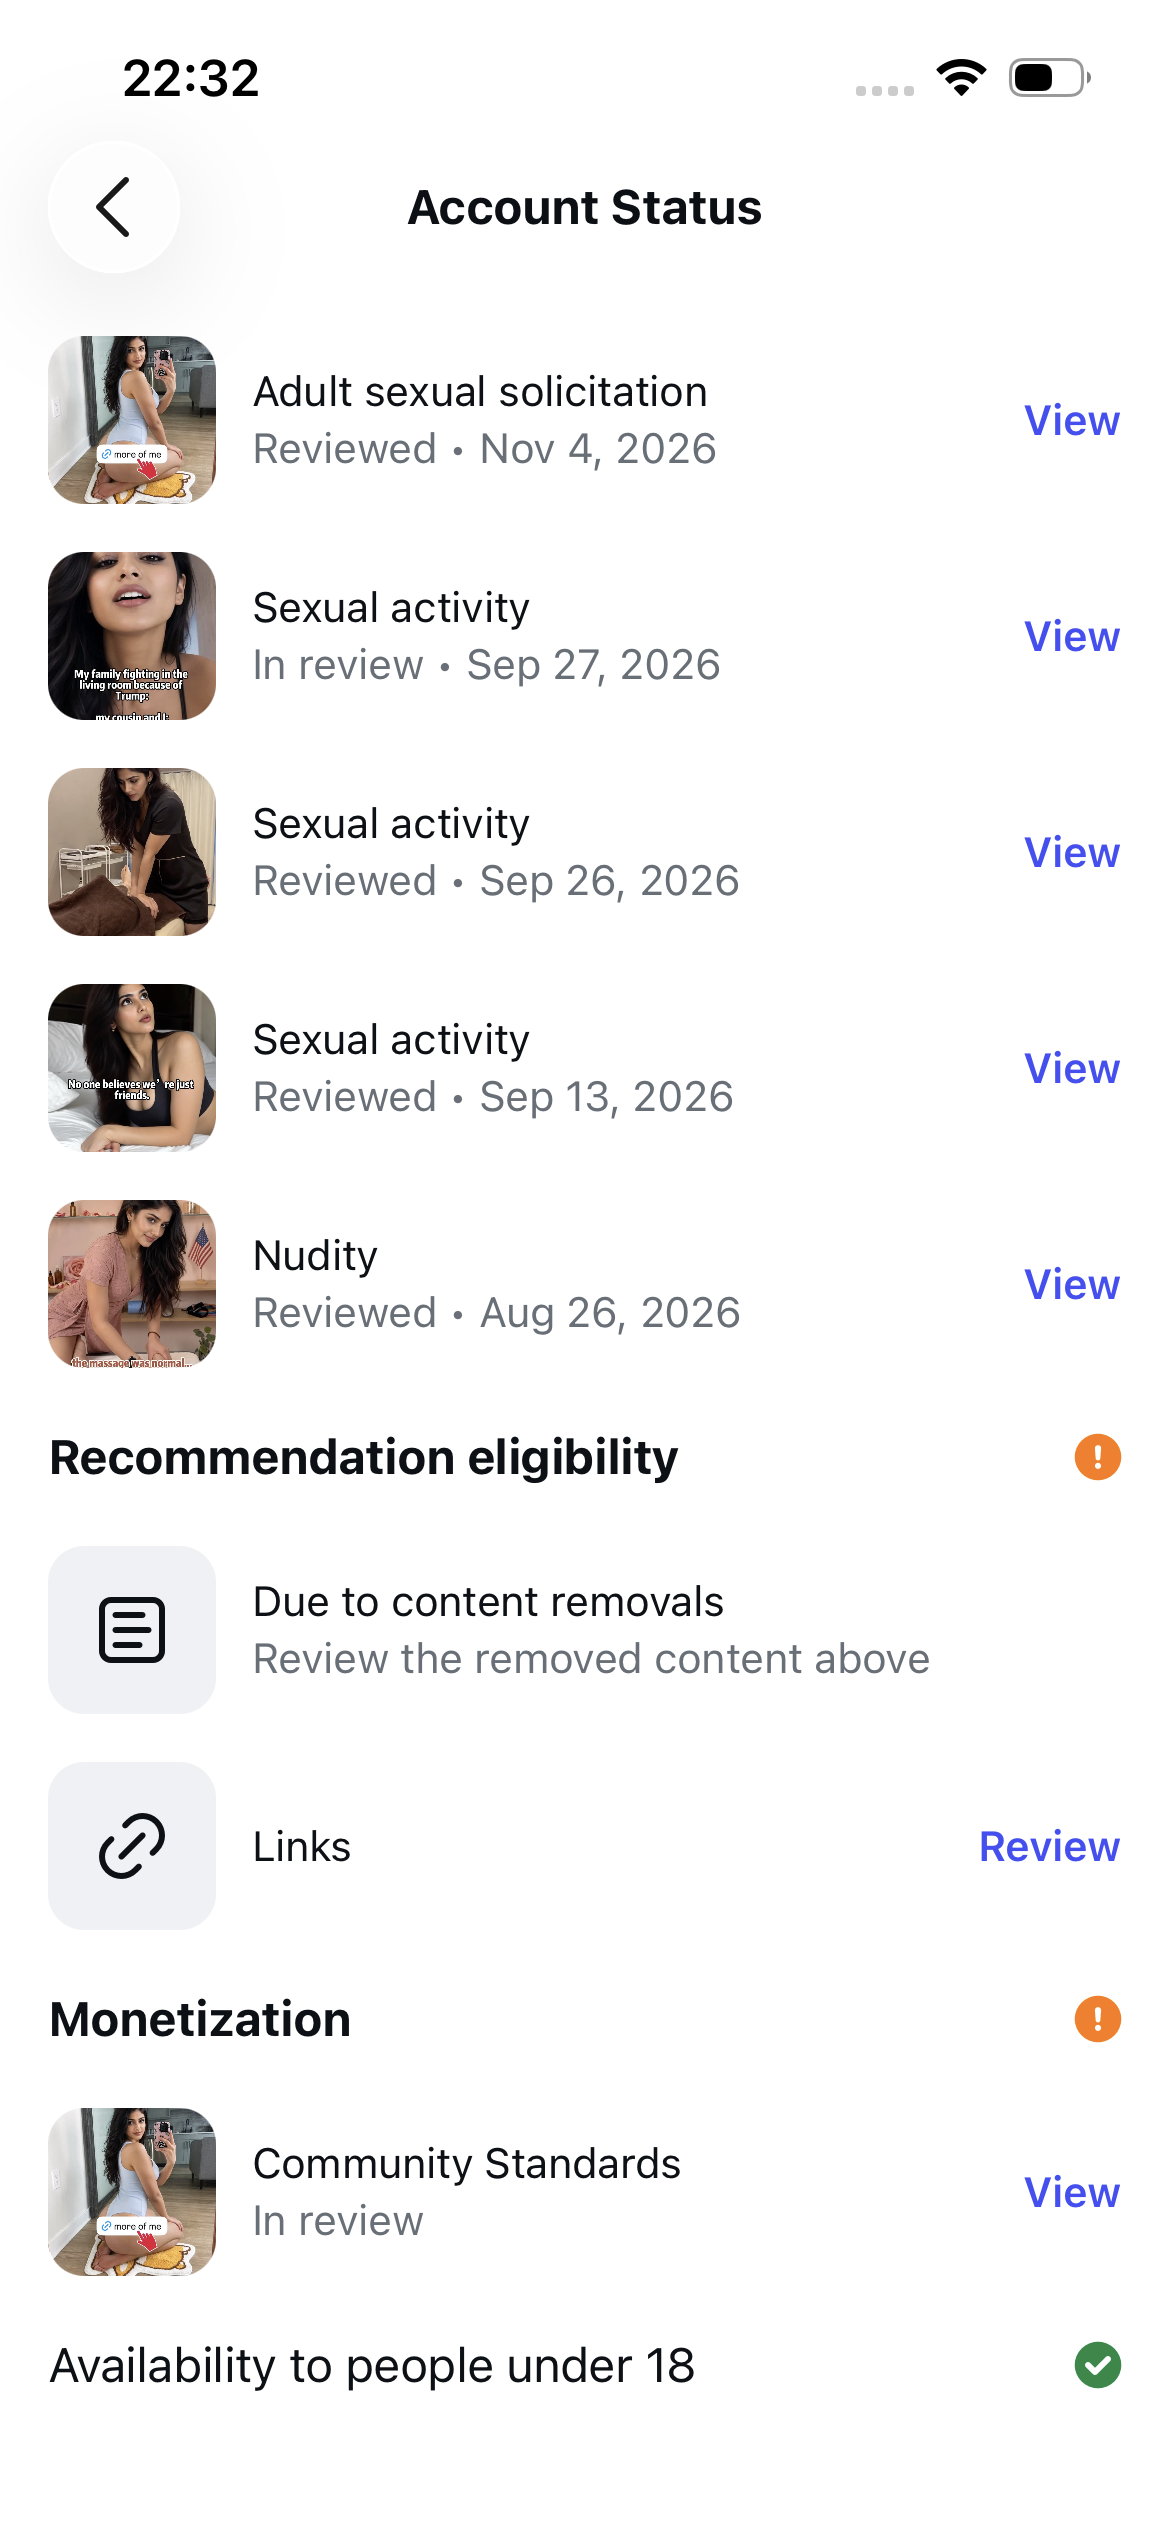 22:32
Account Status
more of me
Adult sexual solicitation
Reviewed • Nov 4, 2026
View
My family fighting in the
living room because of
Trump:
my cousin and I:
Sexual activity
In review • Sep 27, 2026
View
Sexual activity
Reviewed • Sep 26, 2026
View
No one believes we’re just
friends.
Sexual activity
Reviewed • Sep 13, 2026
View
the massage was normal...
Nudity
Reviewed • Aug 26, 2026
View
Recommendation eligibility
Due to content removals
Review the removed content above
Links
Review
Monetization
more of me
Community Standards
In review
View
Availability to people under 18